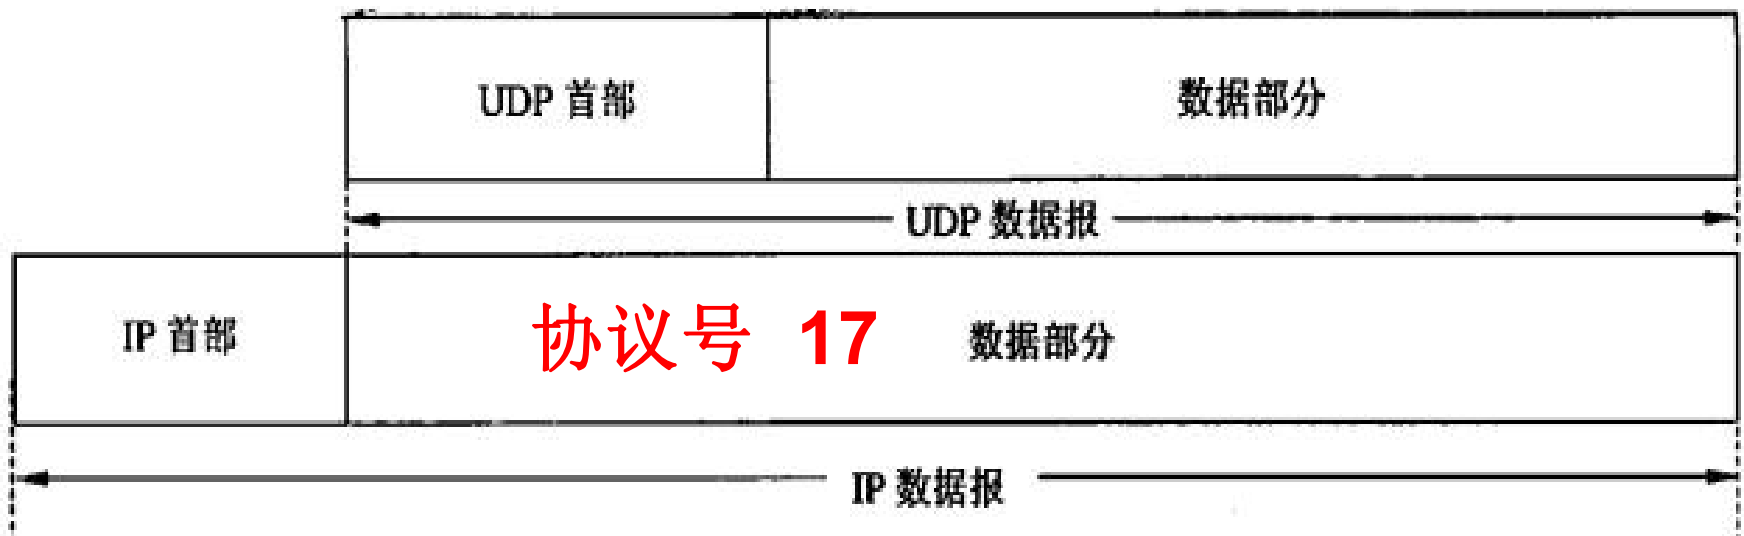 UDP 首部 数据部分
UDP 数据报
IP 首部 协议号 17 数据部分
IP 数据报